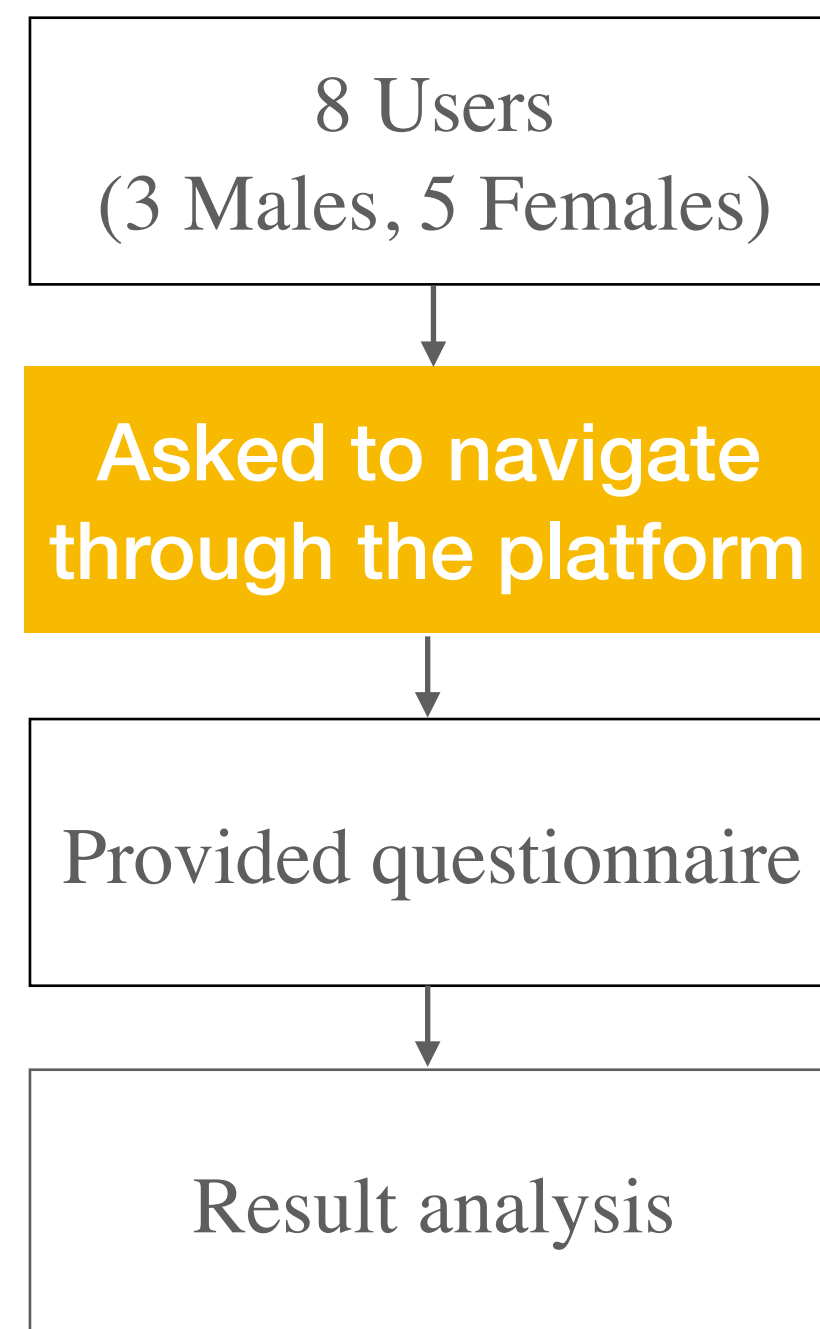 8 Users
(3 Males, 5 Females)
Asked to navigate
through the platform
Provided questionnaire
Result analysis